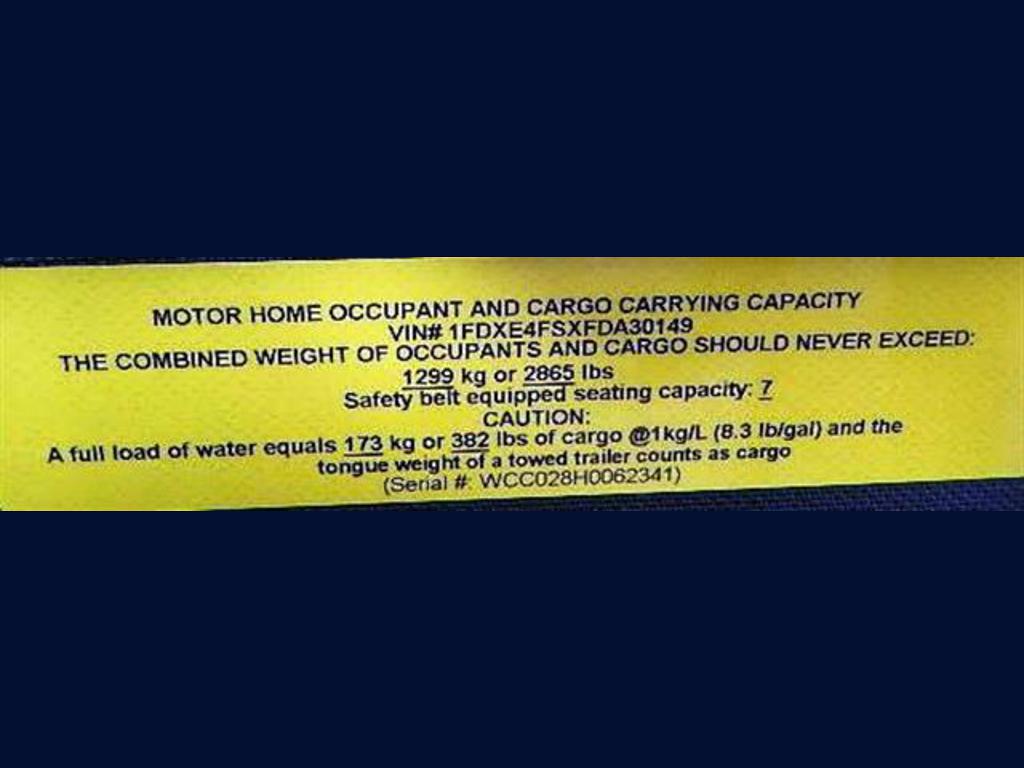 MOTOR HOME OCCUPANT AND CARGO CARRYING CAPACITY
VIN# 1FDXE4FSXFDA30149
THE COMBINED WEIGHT OF OCCUPANTS AND CARGO SHOULD NEVER EXCEED:
1299 kg or 2865 lbs
Safety belt equipped seating capacity: 7
CAUTION:
A full load of water equals 173 kg or 382 lbs of cargo @1kg/L (8.3 lb/gal) and the
tongue weight of a towed trailer counts as cargo
(Serial #: WCC028H0062341)